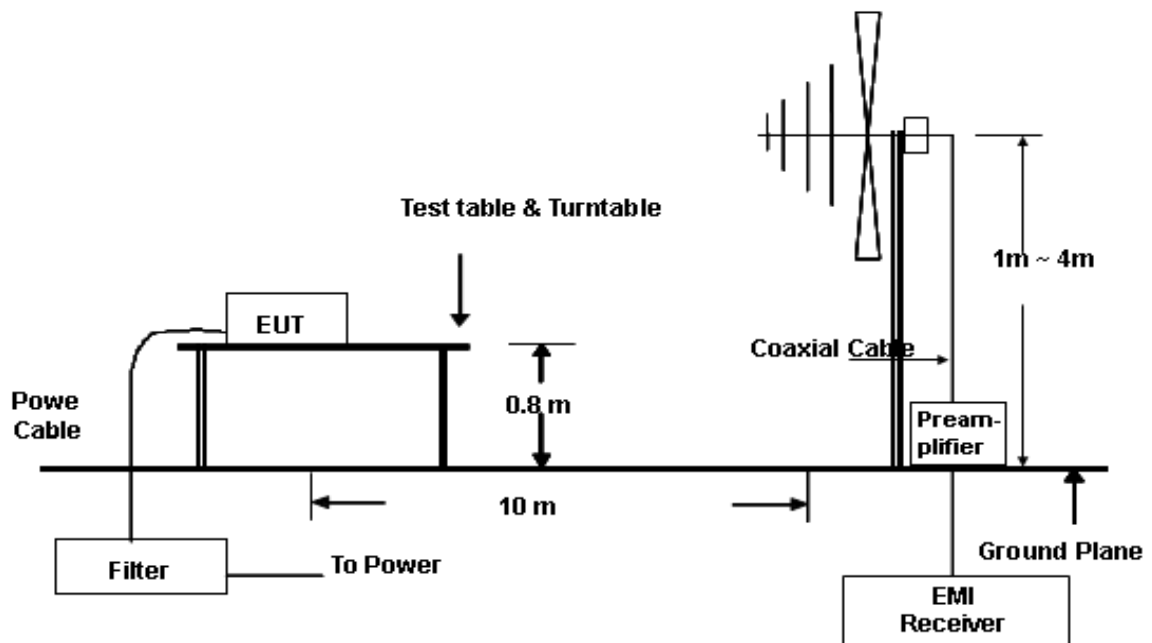 Test table & Turntable
1m ~ 4m
EUT
Coaxial Cable
Powe
Cable
0.8 m
Pream-
plifier
10 m
Ground Plane
Filter
To Power
EMI
Receiver